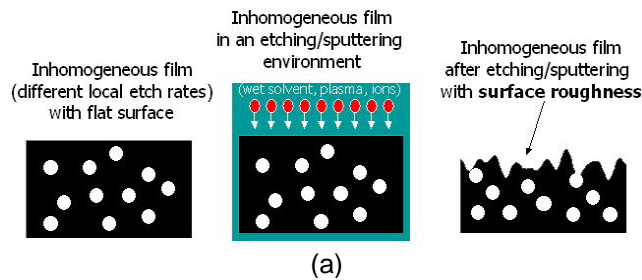 Inhomogeneous film
(different local etch rates)
with flat surface
Inhomogeneous film
in an etching/sputtering
environment
(wet solvent, plasma, ions)
Inhomogeneous film
after etching/sputtering
with surface roughness
(a)